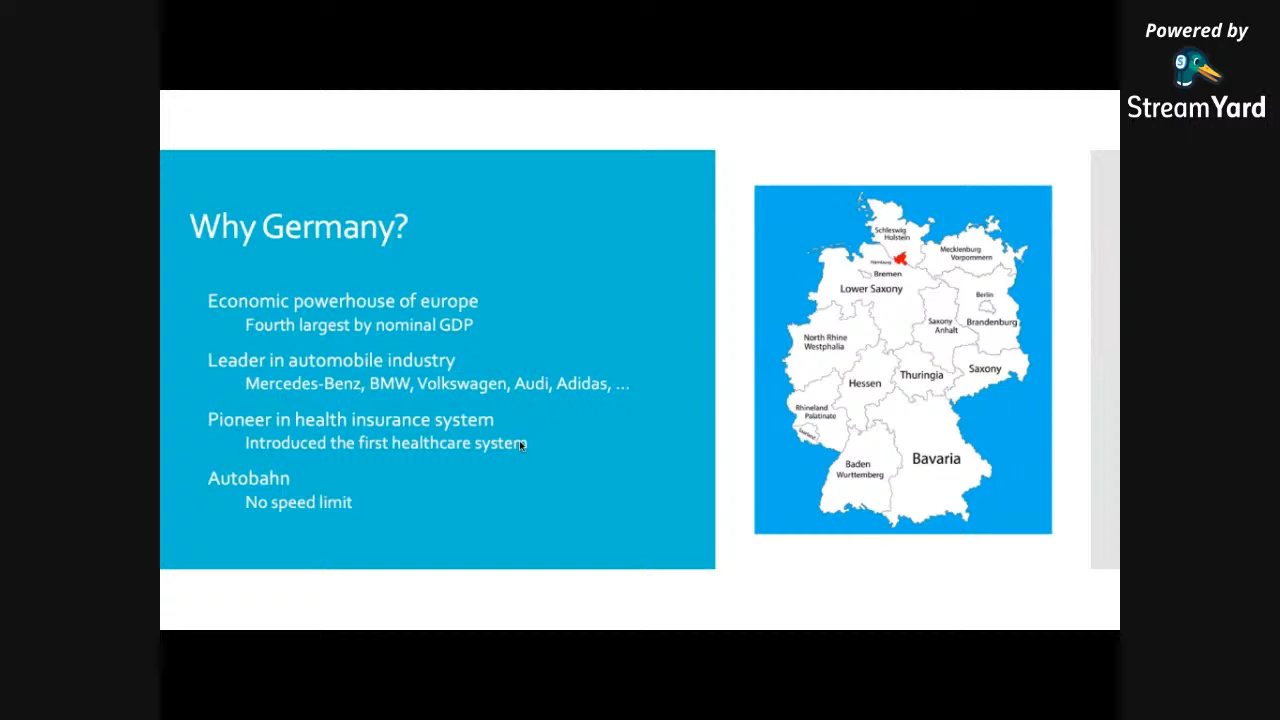 Powered by
StreamYard
Why Germany?
Economic powerhouse of europe
Fourth largest by nominal GDP
Leader in automobile industry
Mercedes-Benz, BMW, Volkswagen, Audi, Adidas, ...
Pioneer in health insurance system
Introduced the first healthcare system
Autobahn
No speed limit
Schleswig
Holstein
Hamburg
Mecklenburg
Vorpommern
Bremen
Lower Saxony
Berlin
Brandenburg
Saxony
Anhalt
North Rhine
Westphalia
Hessen
Thuringia
Saxony
Rhineland
Palatinate
Saarland
Baden
Wurttemberg
Bavaria